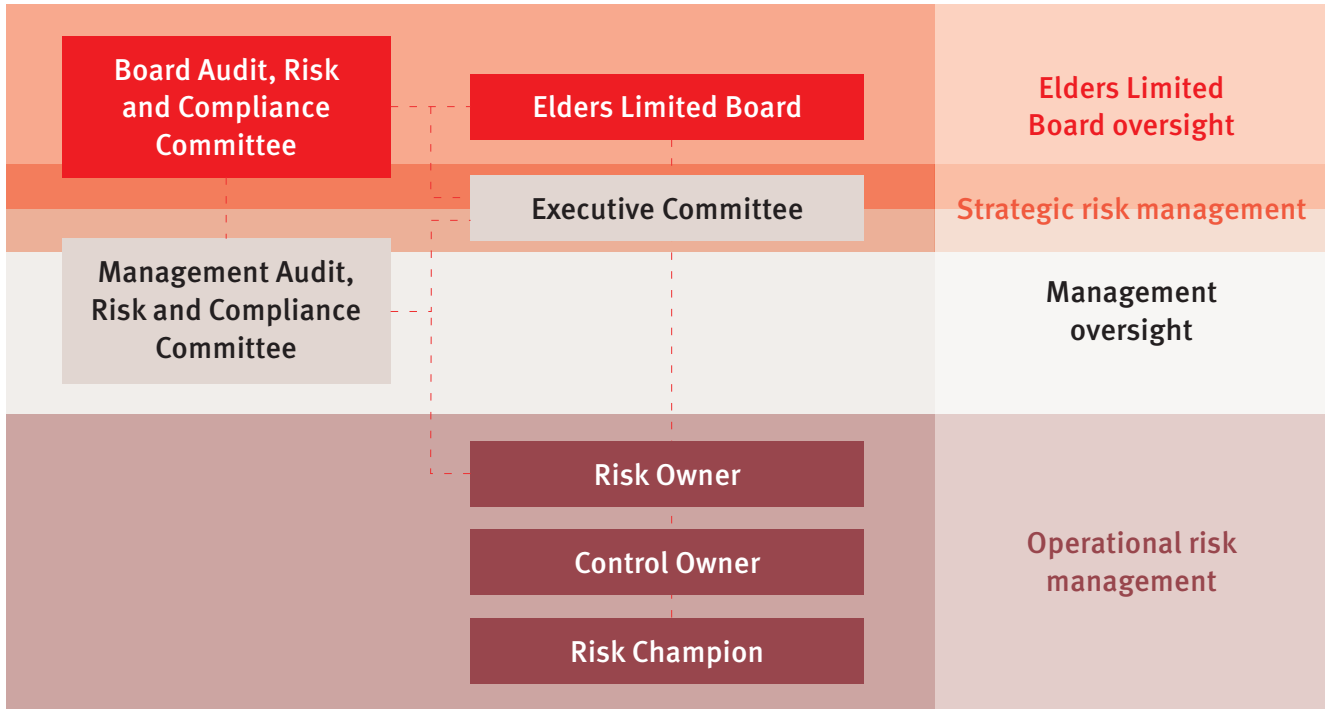 Board Audit, Risk
and Compliance
Committee
Elders Limited Board
Elders Limited
Board oversight
Executive Committee
Strategic risk management
Management Audit,
Risk and Compliance
Committee
Management
oversight
Risk Owner
Control Owner
Risk Champion
Operational risk
management